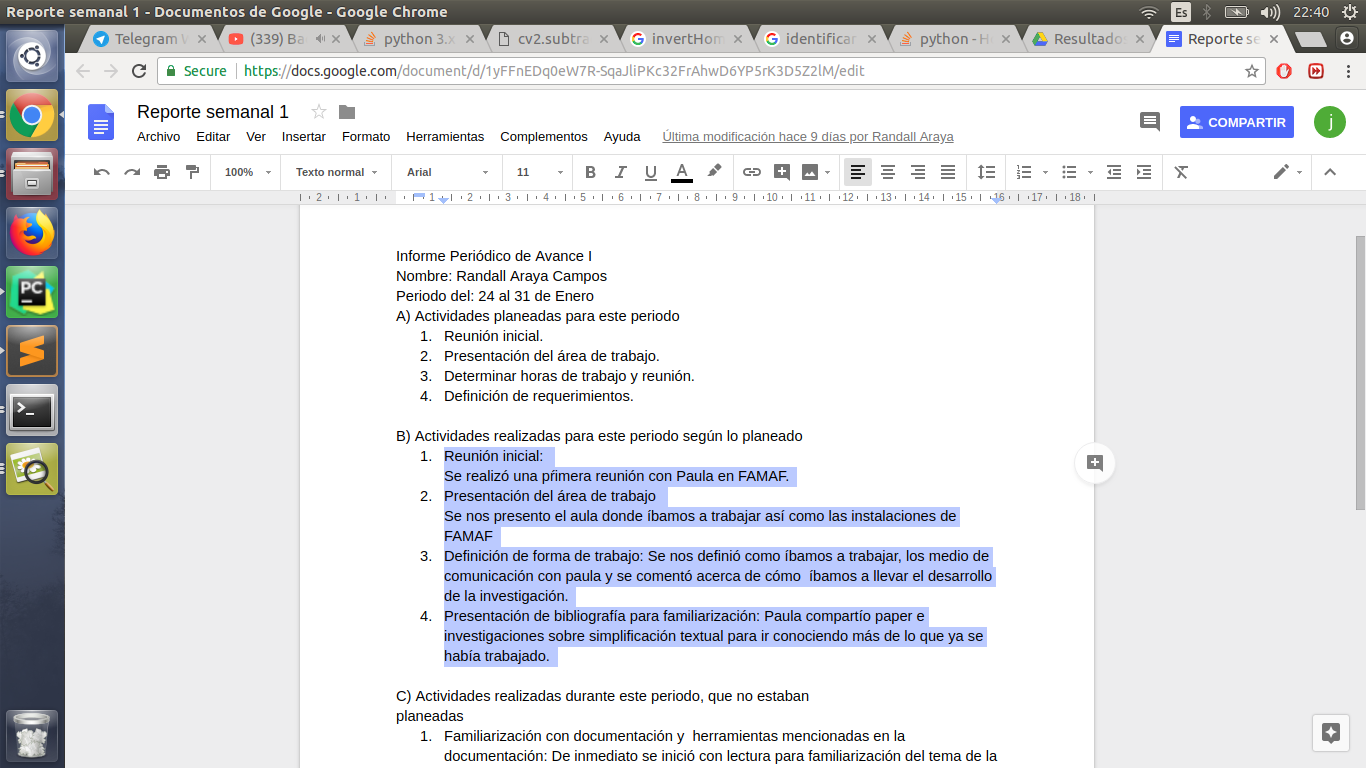 Reporte semanal 1 - Documentos de Google - Google Chrome
Es
22:40
Telegram W
(339) Ba
python 3.x
cv2.subtra
invertHom
identificar
python - H
Resultados
Reporte se
Secure
https://docs.google.com/document/d/1yFFnEDq0eW7R-SqaJliPKc32FrAhwD6YP5rK3D5Z2lM/edit
Reporte semanal 1
COMPARTIR
j
Archivo Editar Ver Insertar Formato Herramientas Complementos Ayuda Última modificación hace 9 días por Randall Araya
100% Texto normal Arial 11 B I U A
2 1 1 2 3 4 5 6 7 8 9 10 11 12 13 14 15 16 17 18
PC
Informe Periódico de Avance I
Nombre: Randall Araya Campos
Periodo del: 24 al 31 de Enero
A) Actividades planeadas para este periodo
1. Reunión inicial.
2. Presentación del área de trabajo.
3. Determinar horas de trabajo y reunión.
4. Definición de requerimientos.
B) Actividades realizadas para este periodo según lo planeado
1. Reunión inicial:
Se realizó una primera reunión con Paula en FAMAF.
2. Presentación del área de trabajo
Se nos presento el aula donde íbamos a trabajar así como las instalaciones de
FAMAF
3. Definición de forma de trabajo: Se nos definió como íbamos a trabajar, los medio de
comunicación con paula y se comentó acerca de cómo  íbamos a llevar el desarrollo
de la investigación.
4. Presentación de bibliografía para familiarización: Paula compartío paper e
investigaciones sobre simplificación textual para ir conociendo más de lo que ya se
había trabajado.
C) Actividades realizadas durante este periodo, que no estaban
planeadas
1. Familiarización con documentación y  herramientas mencionadas en la
documentación: De inmediato se inició con lectura para familiarización del tema de la